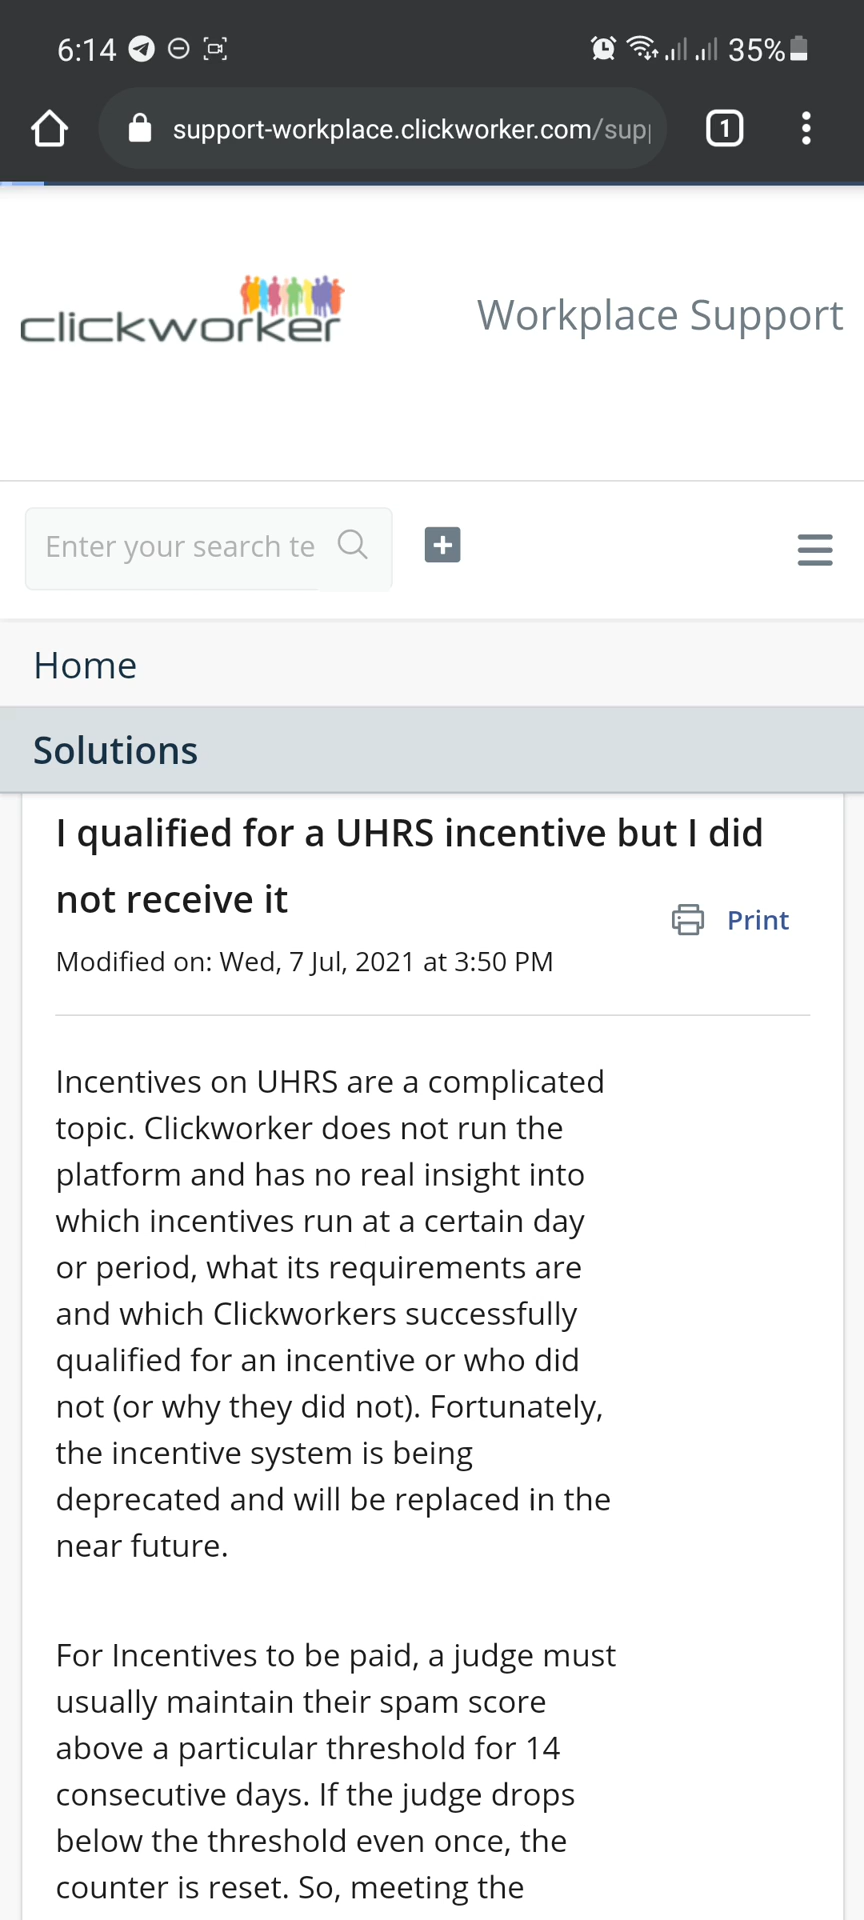 6:14
35%
support-workplace.clickworker.com/sup
1
clickworker
Workplace Support
Enter your search te
Home
Solutions
I qualified for a UHRS incentive but I did
not receive it
Print
Modified on: Wed, 7 Jul, 2021 at 3:50 PM
Incentives on UHRS are a complicated
topic. Clickworker does not run the
platform and has no real insight into
which incentives run at a certain day
or period, what its requirements are
and which Clickworkers successfully
qualified for an incentive or who did
not (or why they did not). Fortunately,
the incentive system is being
deprecated and will be replaced in the
near future.
For Incentives to be paid, a judge must
usually maintain their spam score
above a particular threshold for 14
consecutive days. If the judge drops
below the threshold even once, the
counter is reset. So, meeting the